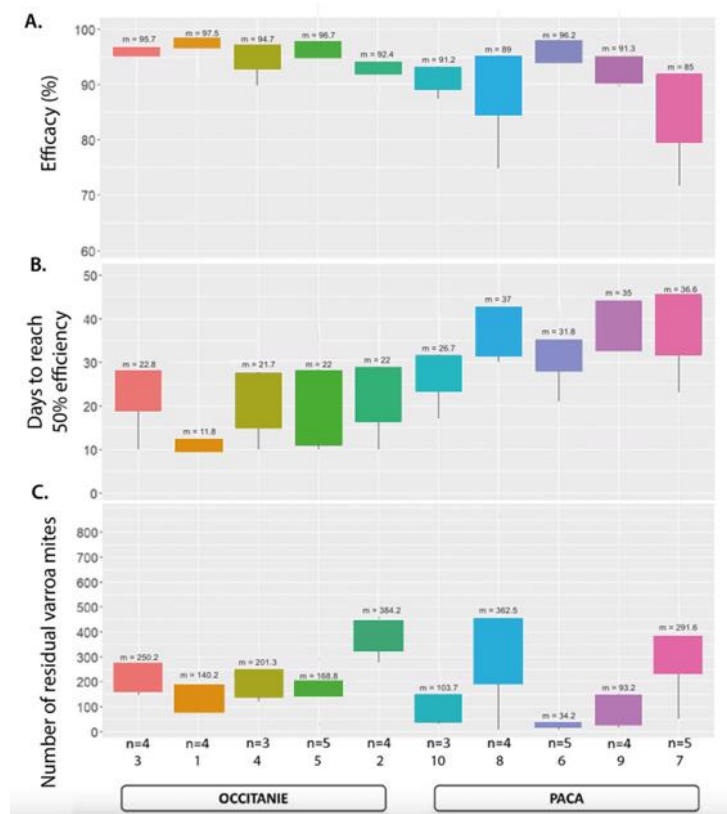 A.
Efficacy (%)
100
90
80
70
60
m = 95.7
m = 97.5
m = 94.7
m = 96.7
m = 92.4
m = 91.2
m = 89
m = 96.2
m = 91.3
m = 85
B.
Days to reach
50% efficiency
50
40
30
20
10
0
m = 22.8
m = 11.8
m = 21.7
m = 22
m = 22
m = 26.7
m = 37
m = 31.8
m = 35
m = 36.6
C.
Number of residual varroa mites
800
700
600
500
400
300
200
100
0
m = 250.2
m = 140.2
m = 201.3
m = 168.8
m = 384.2
m = 103.7
m = 362.5
m = 34.2
m = 93.2
m = 291.6
n=4 n=4 n=3 n=5 n=4 n=3 n=4 n=5 n=4 n=5
3 1 4 5 2 10 8 6 9 7
OCCITANIE PACA